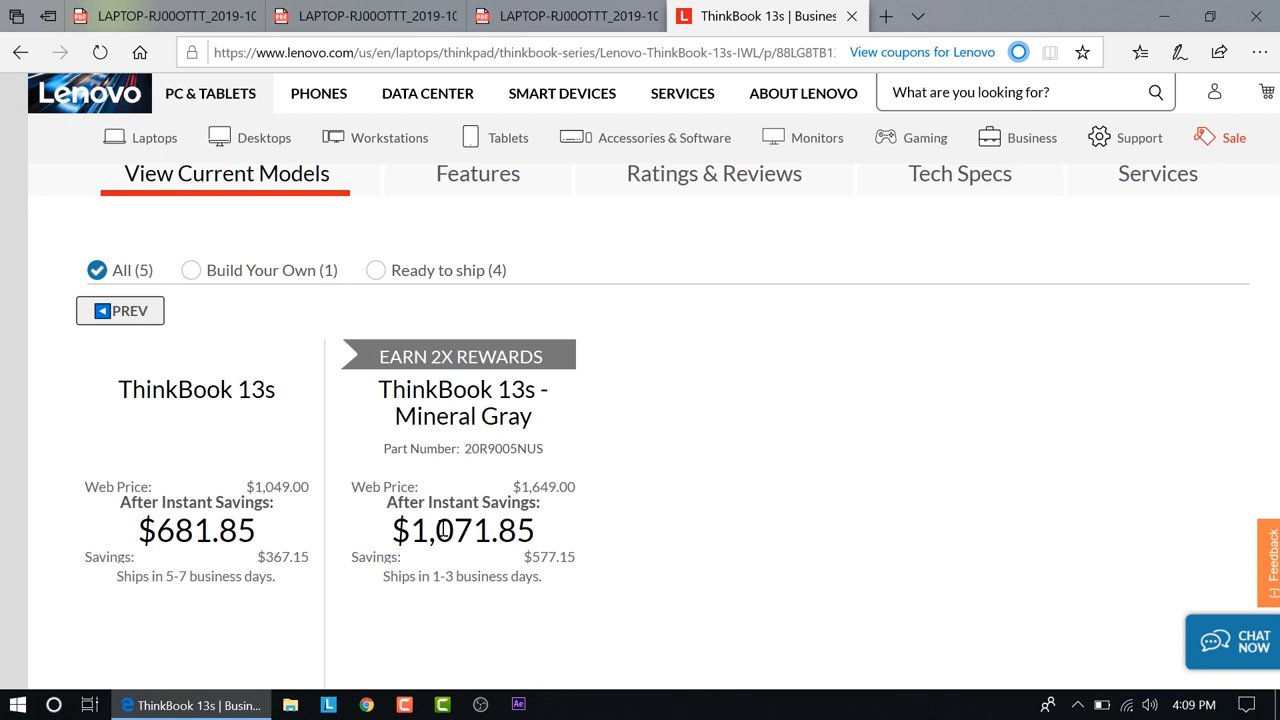 LAPTOP-RJ00OTTT_2019-10
LAPTOP-RJ00OTTT_2019-10
LAPTOP-RJ00OTTT_2019-10
L ThinkBook 13s | Busines
https://www.lenovo.com/us/en/laptops/thinkpad/thinkbook-series/Lenovo-ThinkBook-13s-IWL/p/88LG8TB1
View coupons for Lenovo
Lenovo
PC & TABLETS
PHONES
DATA CENTER
SMART DEVICES
SERVICES
ABOUT LENOVO
What are you looking for?
Laptops
Desktops
Workstations
Tablets
Accessories & Software
Monitors
Gaming
Business
Support
Sale
View Current Models
Features
Ratings & Reviews
Tech Specs
Services
All (5)
Build Your Own (1)
Ready to ship (4)
PREV
ThinkBook 13s
Web Price: $1,049.00
After Instant Savings:
$681.85
Savings: $367.15
Ships in 5-7 business days.
EARN 2X REWARDS
ThinkBook 13s -
Mineral Gray
Part Number: 20R9005NUS
Web Price: $1,649.00
After Instant Savings:
$1,071.85
Savings: $577.15
Ships in 1-3 business days.
[-] Feedback
CHAT
NOW
ThinkBook 13s | Busin...
L
Ae
4:09 PM